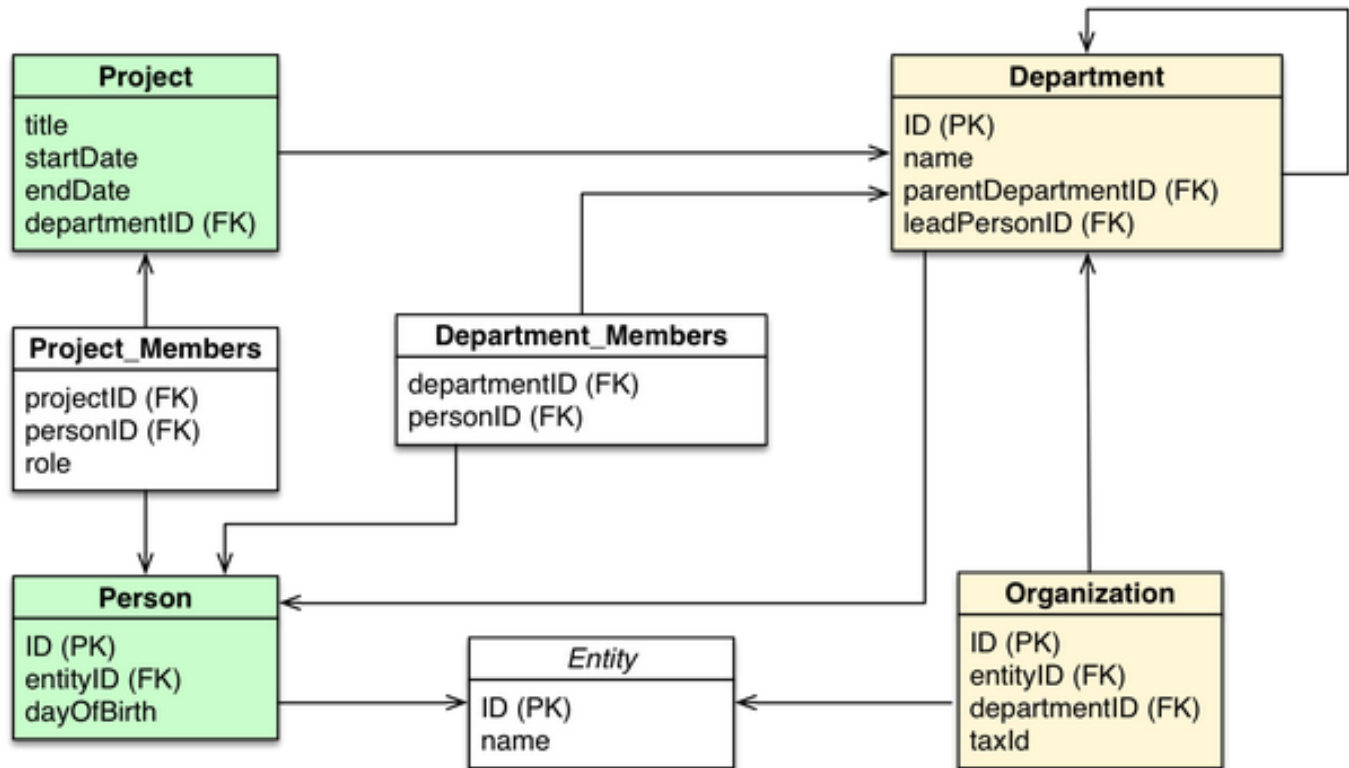 Project
title
startDate
endDate
departmentID (FK)
Department
ID (PK)
name
parentDepartmentID (FK)
leadPersonID (FK)
Project_Members
projectID (FK)
personID (FK)
role
Department_Members
departmentID (FK)
personID (FK)
Person
ID (PK)
entityID (FK)
dayOfBirth
Entity
ID (PK)
name
Organization
ID (PK)
entityID (FK)
departmentID (FK)
taxId